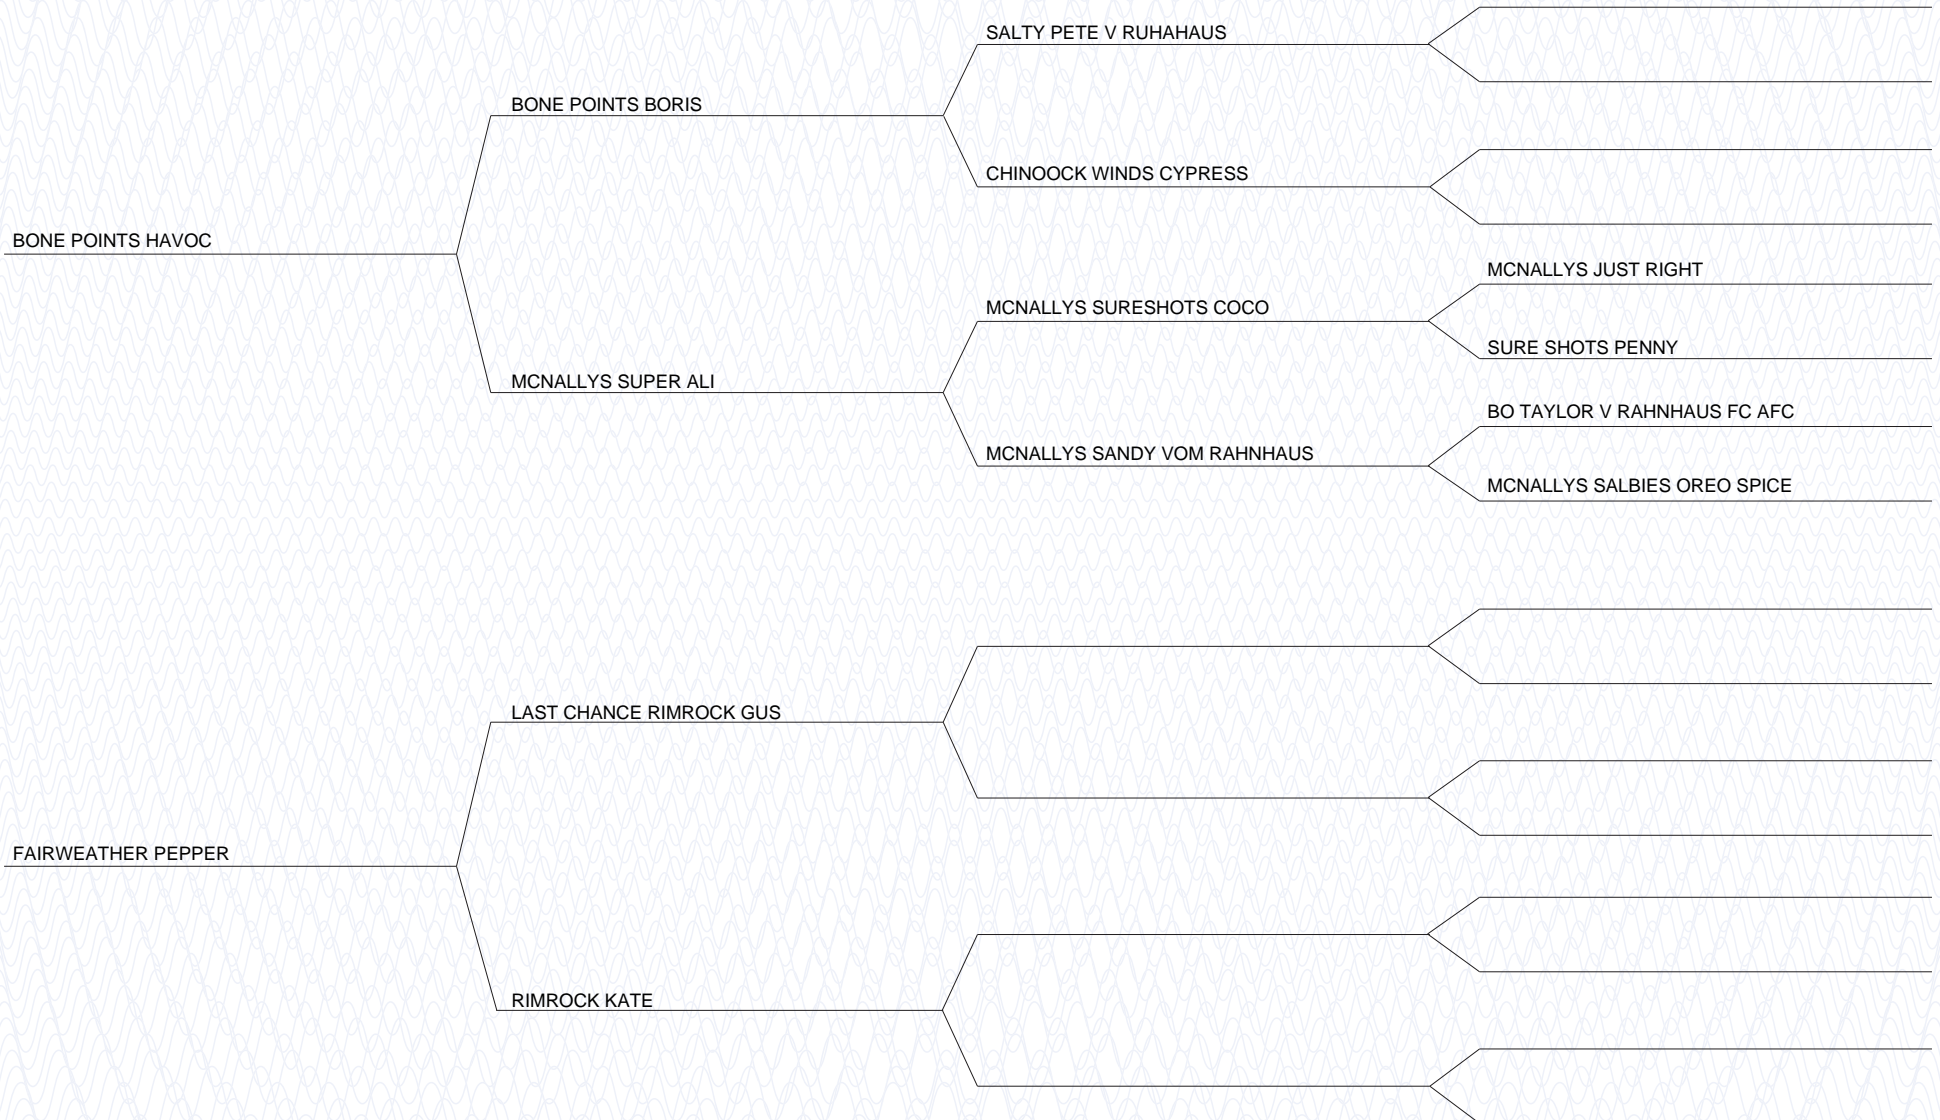 SALTY PETE V RUHAHAUS
BONE POINTS BORIS
CHINOOCK WINDS CYPRESS
BONE POINTS HAVOC
MCNALLYS JUST RIGHT
MCNALLYS SURESHOTS COCO
SURE SHOTS PENNY
MCNALLYS SUPER ALI
BO TAYLOR V RAHNHAUS FC AFC
MCNALLYS SANDY VOM RAHNHAUS
MCNALLYS SALBIES OREO SPICE
LAST CHANCE RIMROCK GUS
FAIRWEATHER PEPPER
RIMROCK KATE